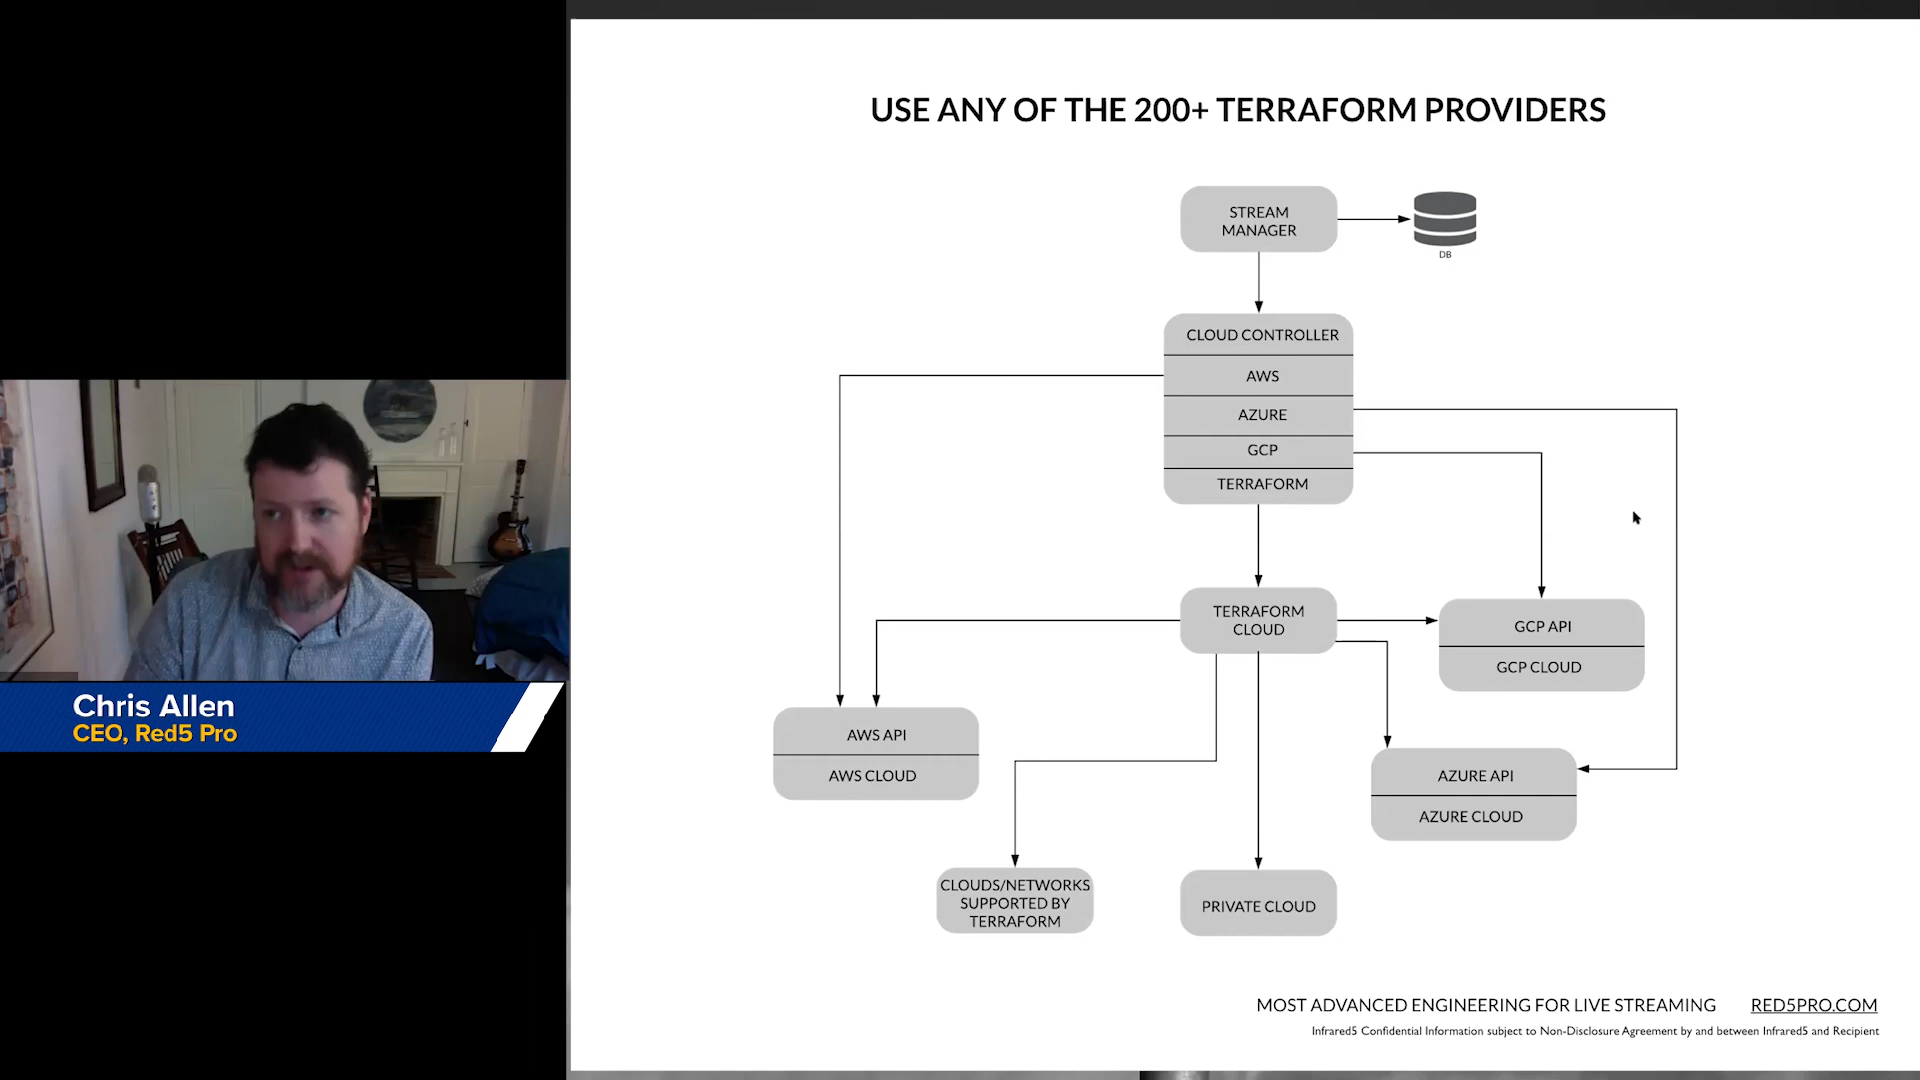 USE ANY OF THE 200+ TERRAFORM PROVIDERS
STREAM
MANAGER
DB
CLOUD CONTROLLER
AWS
AZURE
GCP
TERRAFORM
TERRAFORM
CLOUD
GCP API
GCP CLOUD
AWS API
AWS CLOUD
AZURE API
AZURE CLOUD
CLOUDS/NETWORKS
SUPPORTED BY
TERRAFORM
PRIVATE CLOUD
Chris Allen
CEO, Red5 Pro
MOST ADVANCED ENGINEERING FOR LIVE STREAMING RED5PRO.COM
Infrared5 Confidential Information subject to Non-Disclosure Agreement by and between Infrared5 and Recipient